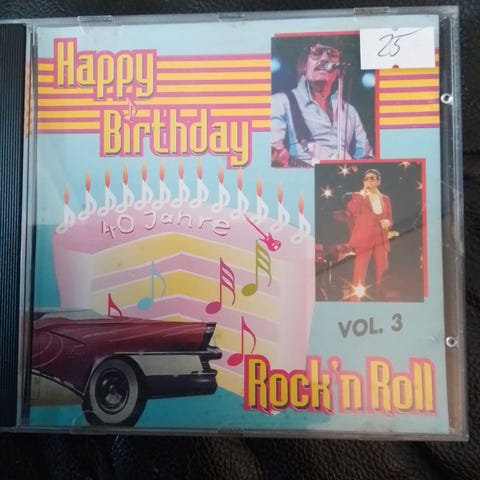 25
Happy
Birthday
40 Jahre
VOL. 3
Rock'n Roll